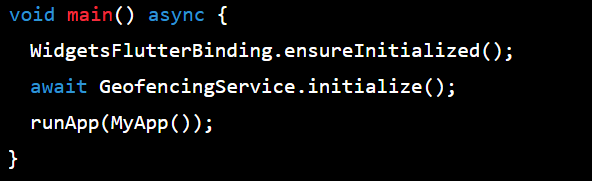 void main() async {
  WidgetsFlutterBinding.ensureInitialized();
  await GeofencingService.initialize();
  runApp(MyApp());
}